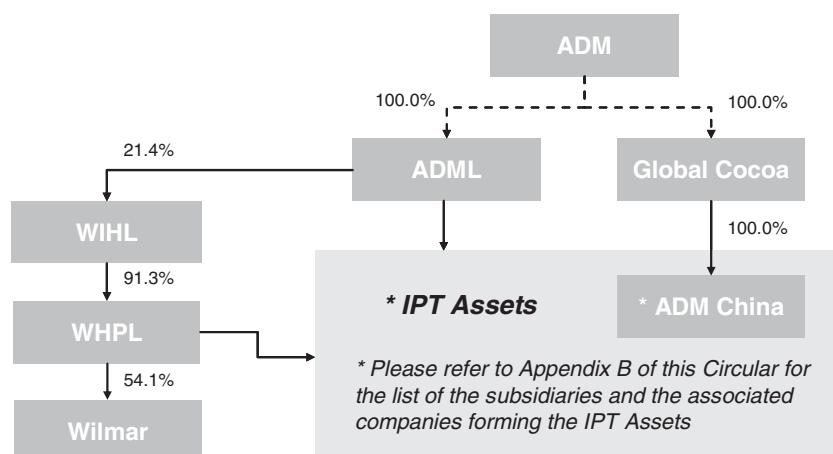 ADM
100.0%
100.0%
21.4%
ADML
Global Cocoa
WIHL
100.0%
91.3%
* IPT Assets
* ADM China
WHPL
* Please refer to Appendix B of this Circular for
the list of the subsidiaries and the associated
companies forming the IPT Assets
54.1%
Wilmar